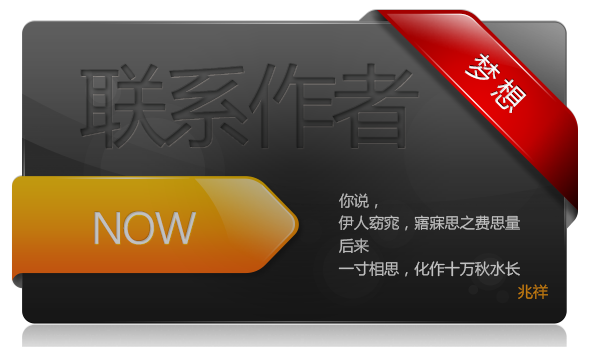 联系作者
梦想
NOW
你说，
伊人窈窕，寤寐思之费思量
后来
一寸相思，化作十万秋水长
兆祥